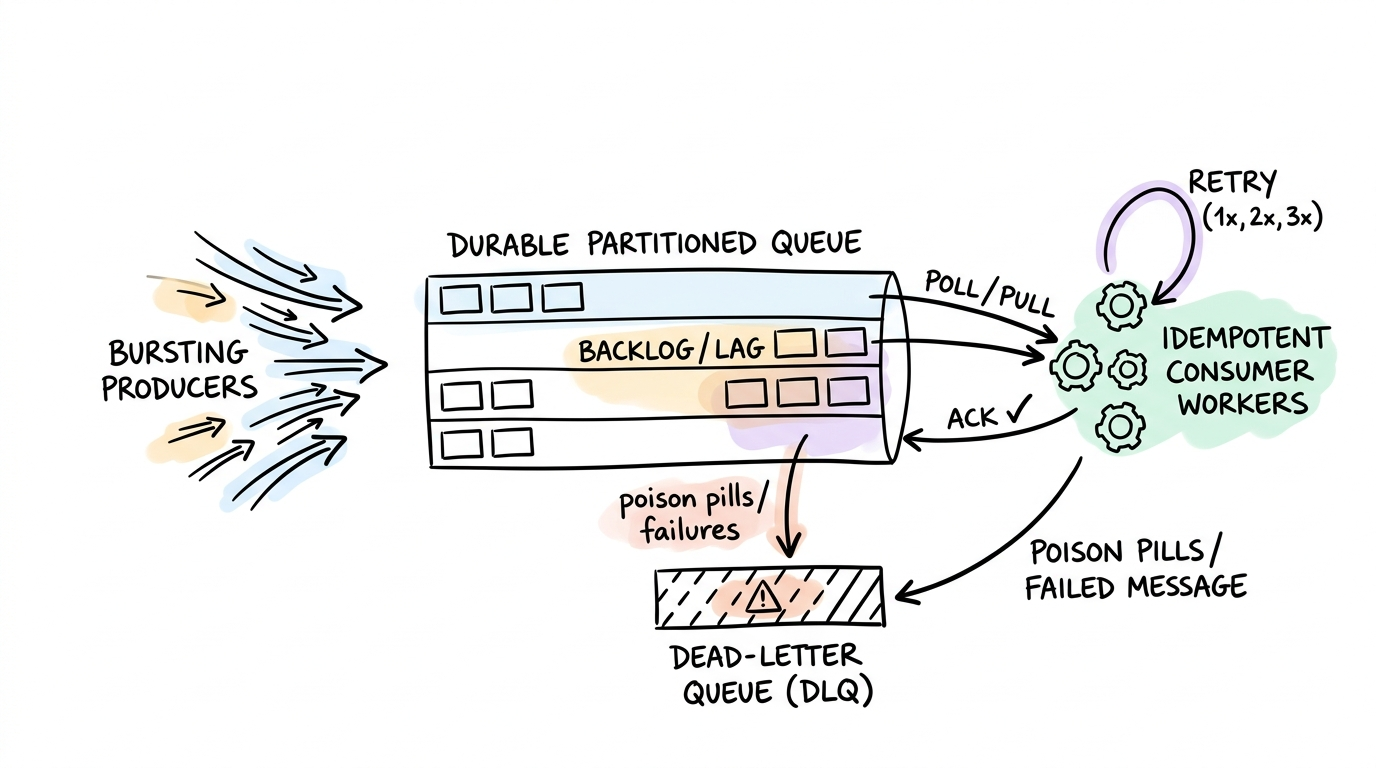 RETRY
(1x, 2x, 3x)
DURABLE PARTITIONED QUEUE
POLL/PULL
BURSTING
PRODUCERS
BACKLOG/LAG
IDEMPOTENT
CONSUMER
WORKERS
ACK ✓
poison pills/
failures
POISON PILLS/
FAILED MESSAGE
DEAD-LETTER
QUEUE (DLQ)